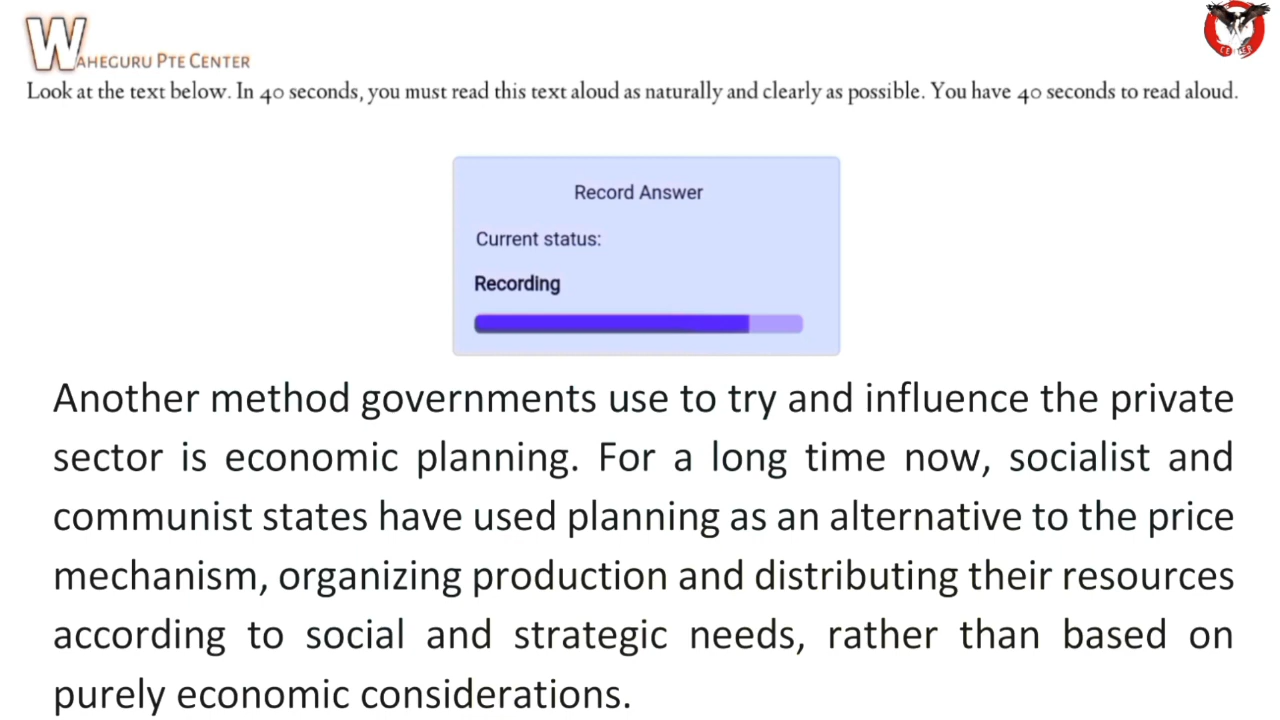 WAHEGURU PTE CENTER
CENTER
Look at the text below. In 40 seconds, you must read this text aloud as naturally and clearly as possible. You have 40 seconds to read aloud.
Record Answer
Current status:
Recording
Another method governments use to try and influence the private
sector is economic planning. For a long time now, socialist and
communist states have used planning as an alternative to the price
mechanism, organizing production and distributing their resources
according to social and strategic needs, rather than based on
purely economic considerations.